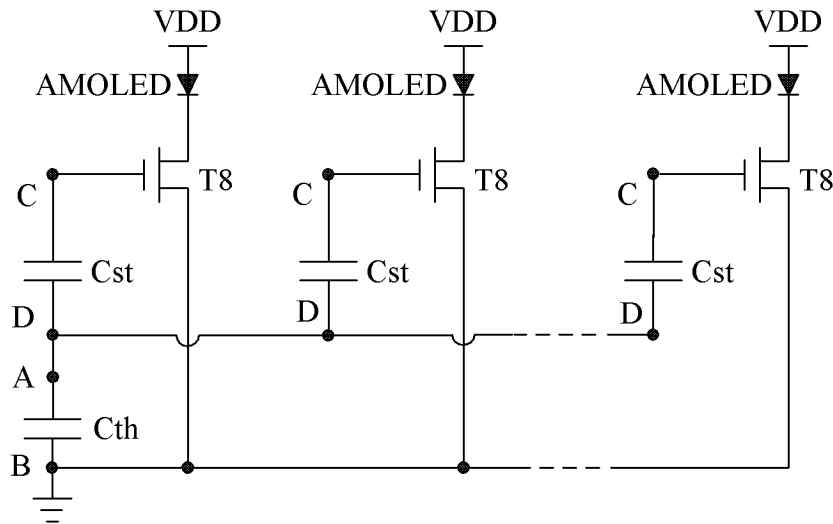 VDD VDD VDD
AMOLED AMOLED AMOLED
C T8 C T8 C T8
Cst Cst Cst
D D D
A
Cth
B